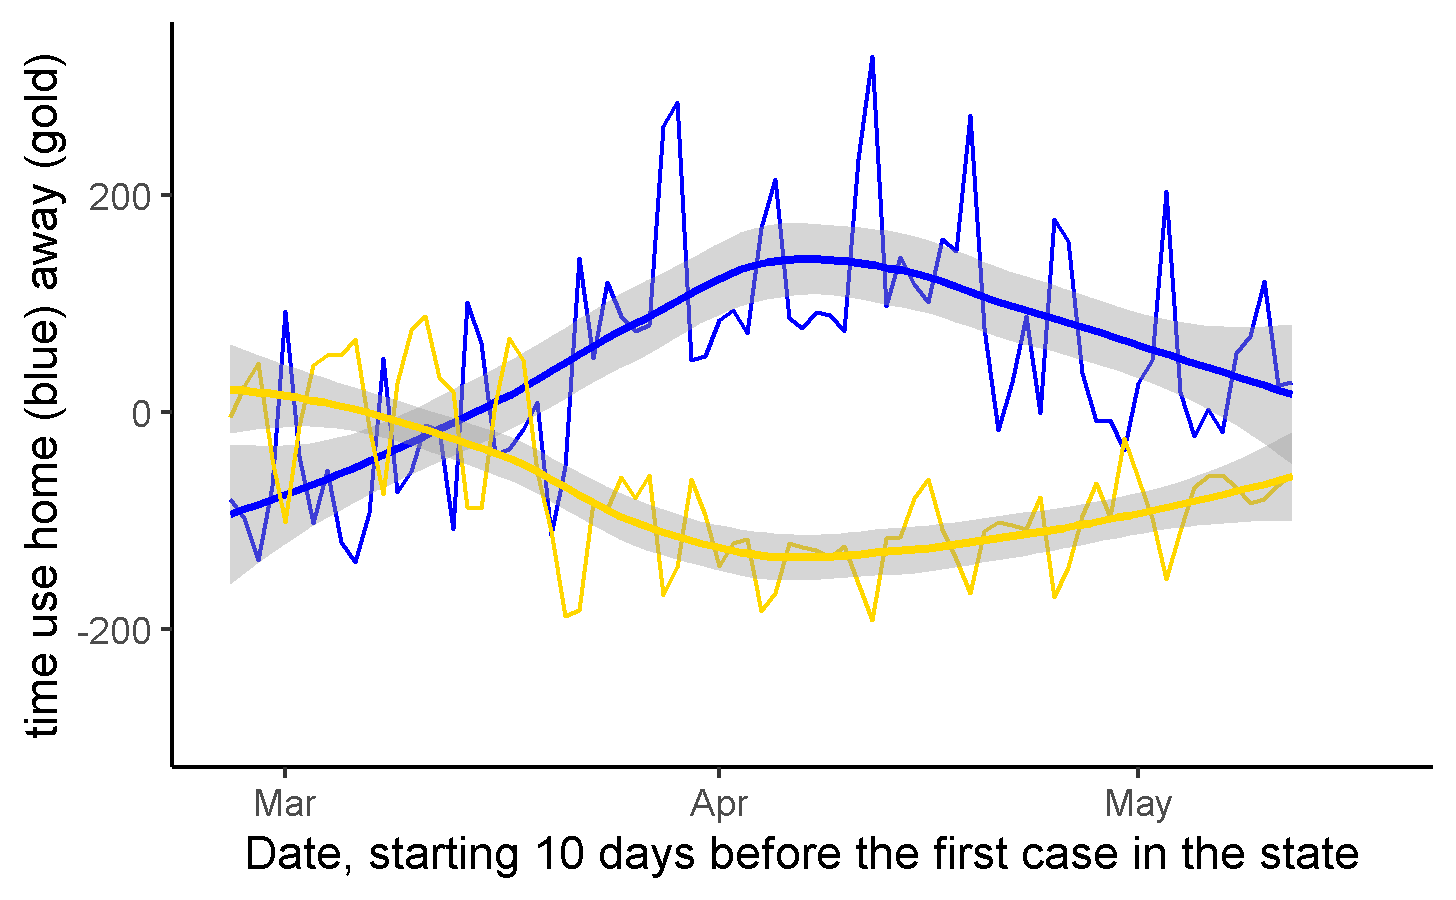 time use home (blue) away (gold)
200
0
-200
Mar Apr May
Date, starting 10 days before the first case in the state